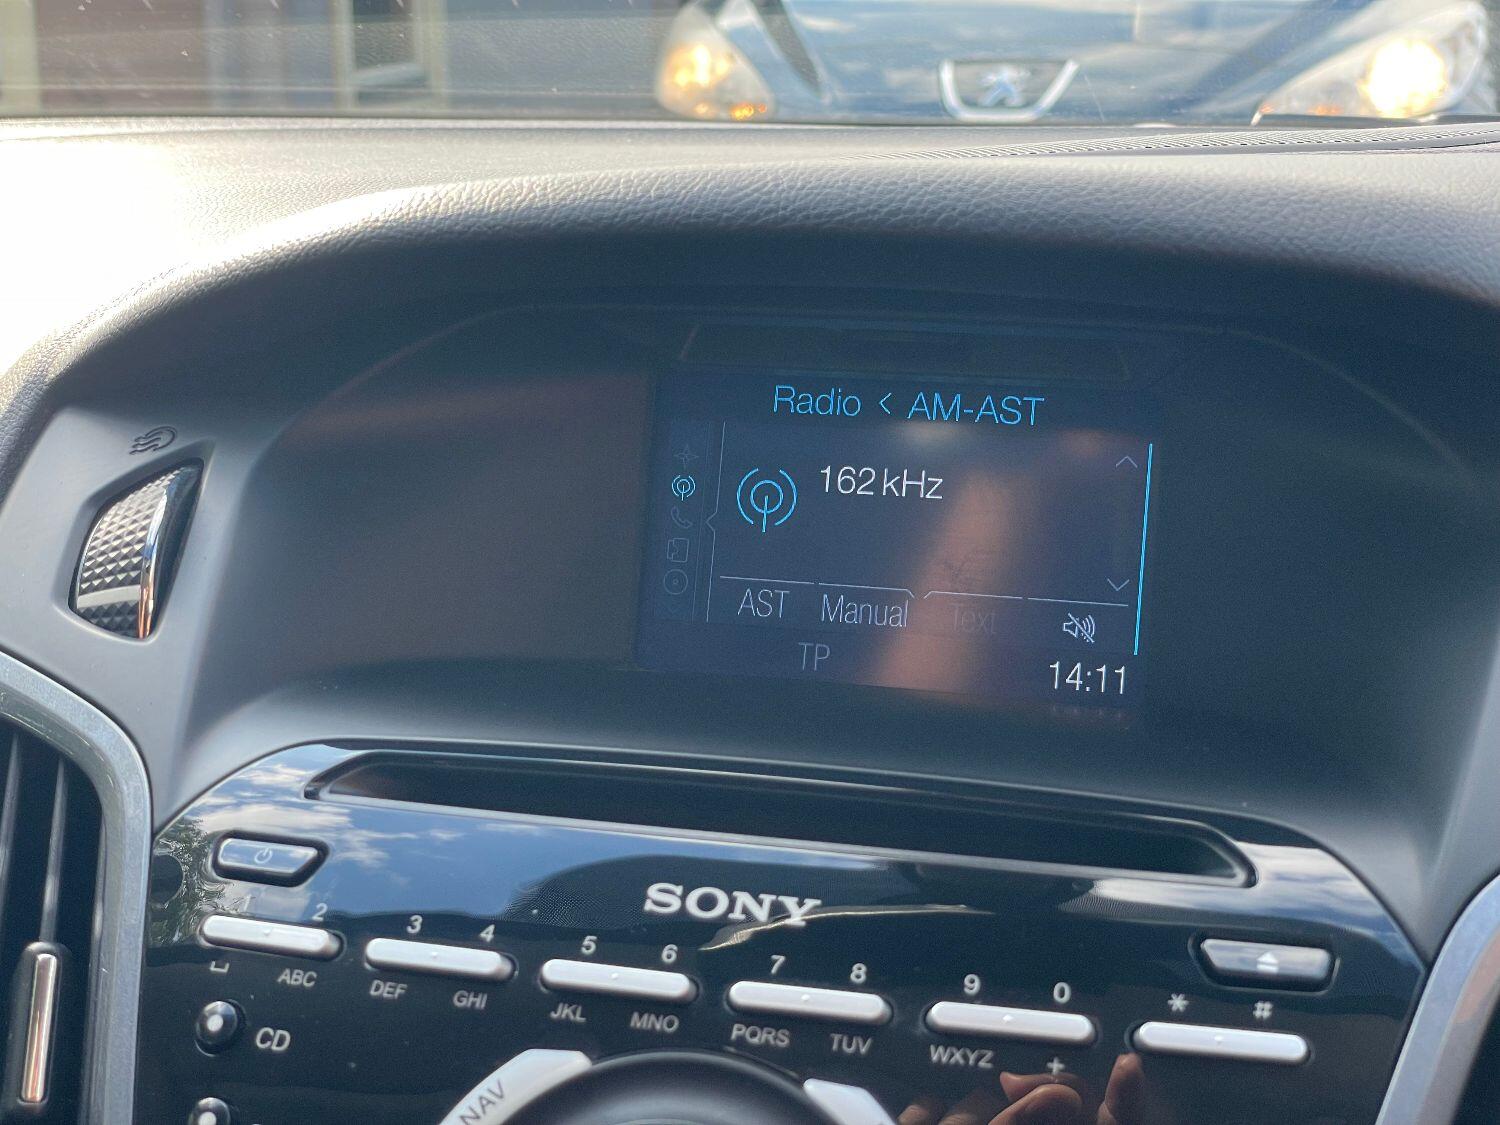 Radio < AM-AST
162 kHz
AST Manual Text
TP 14:11
SONY
1 2 3 4 5 6 7 8 9 0 * #
ABC DEF GHI JKL MNO PQRS TUV WXYZ +
CD
NAV